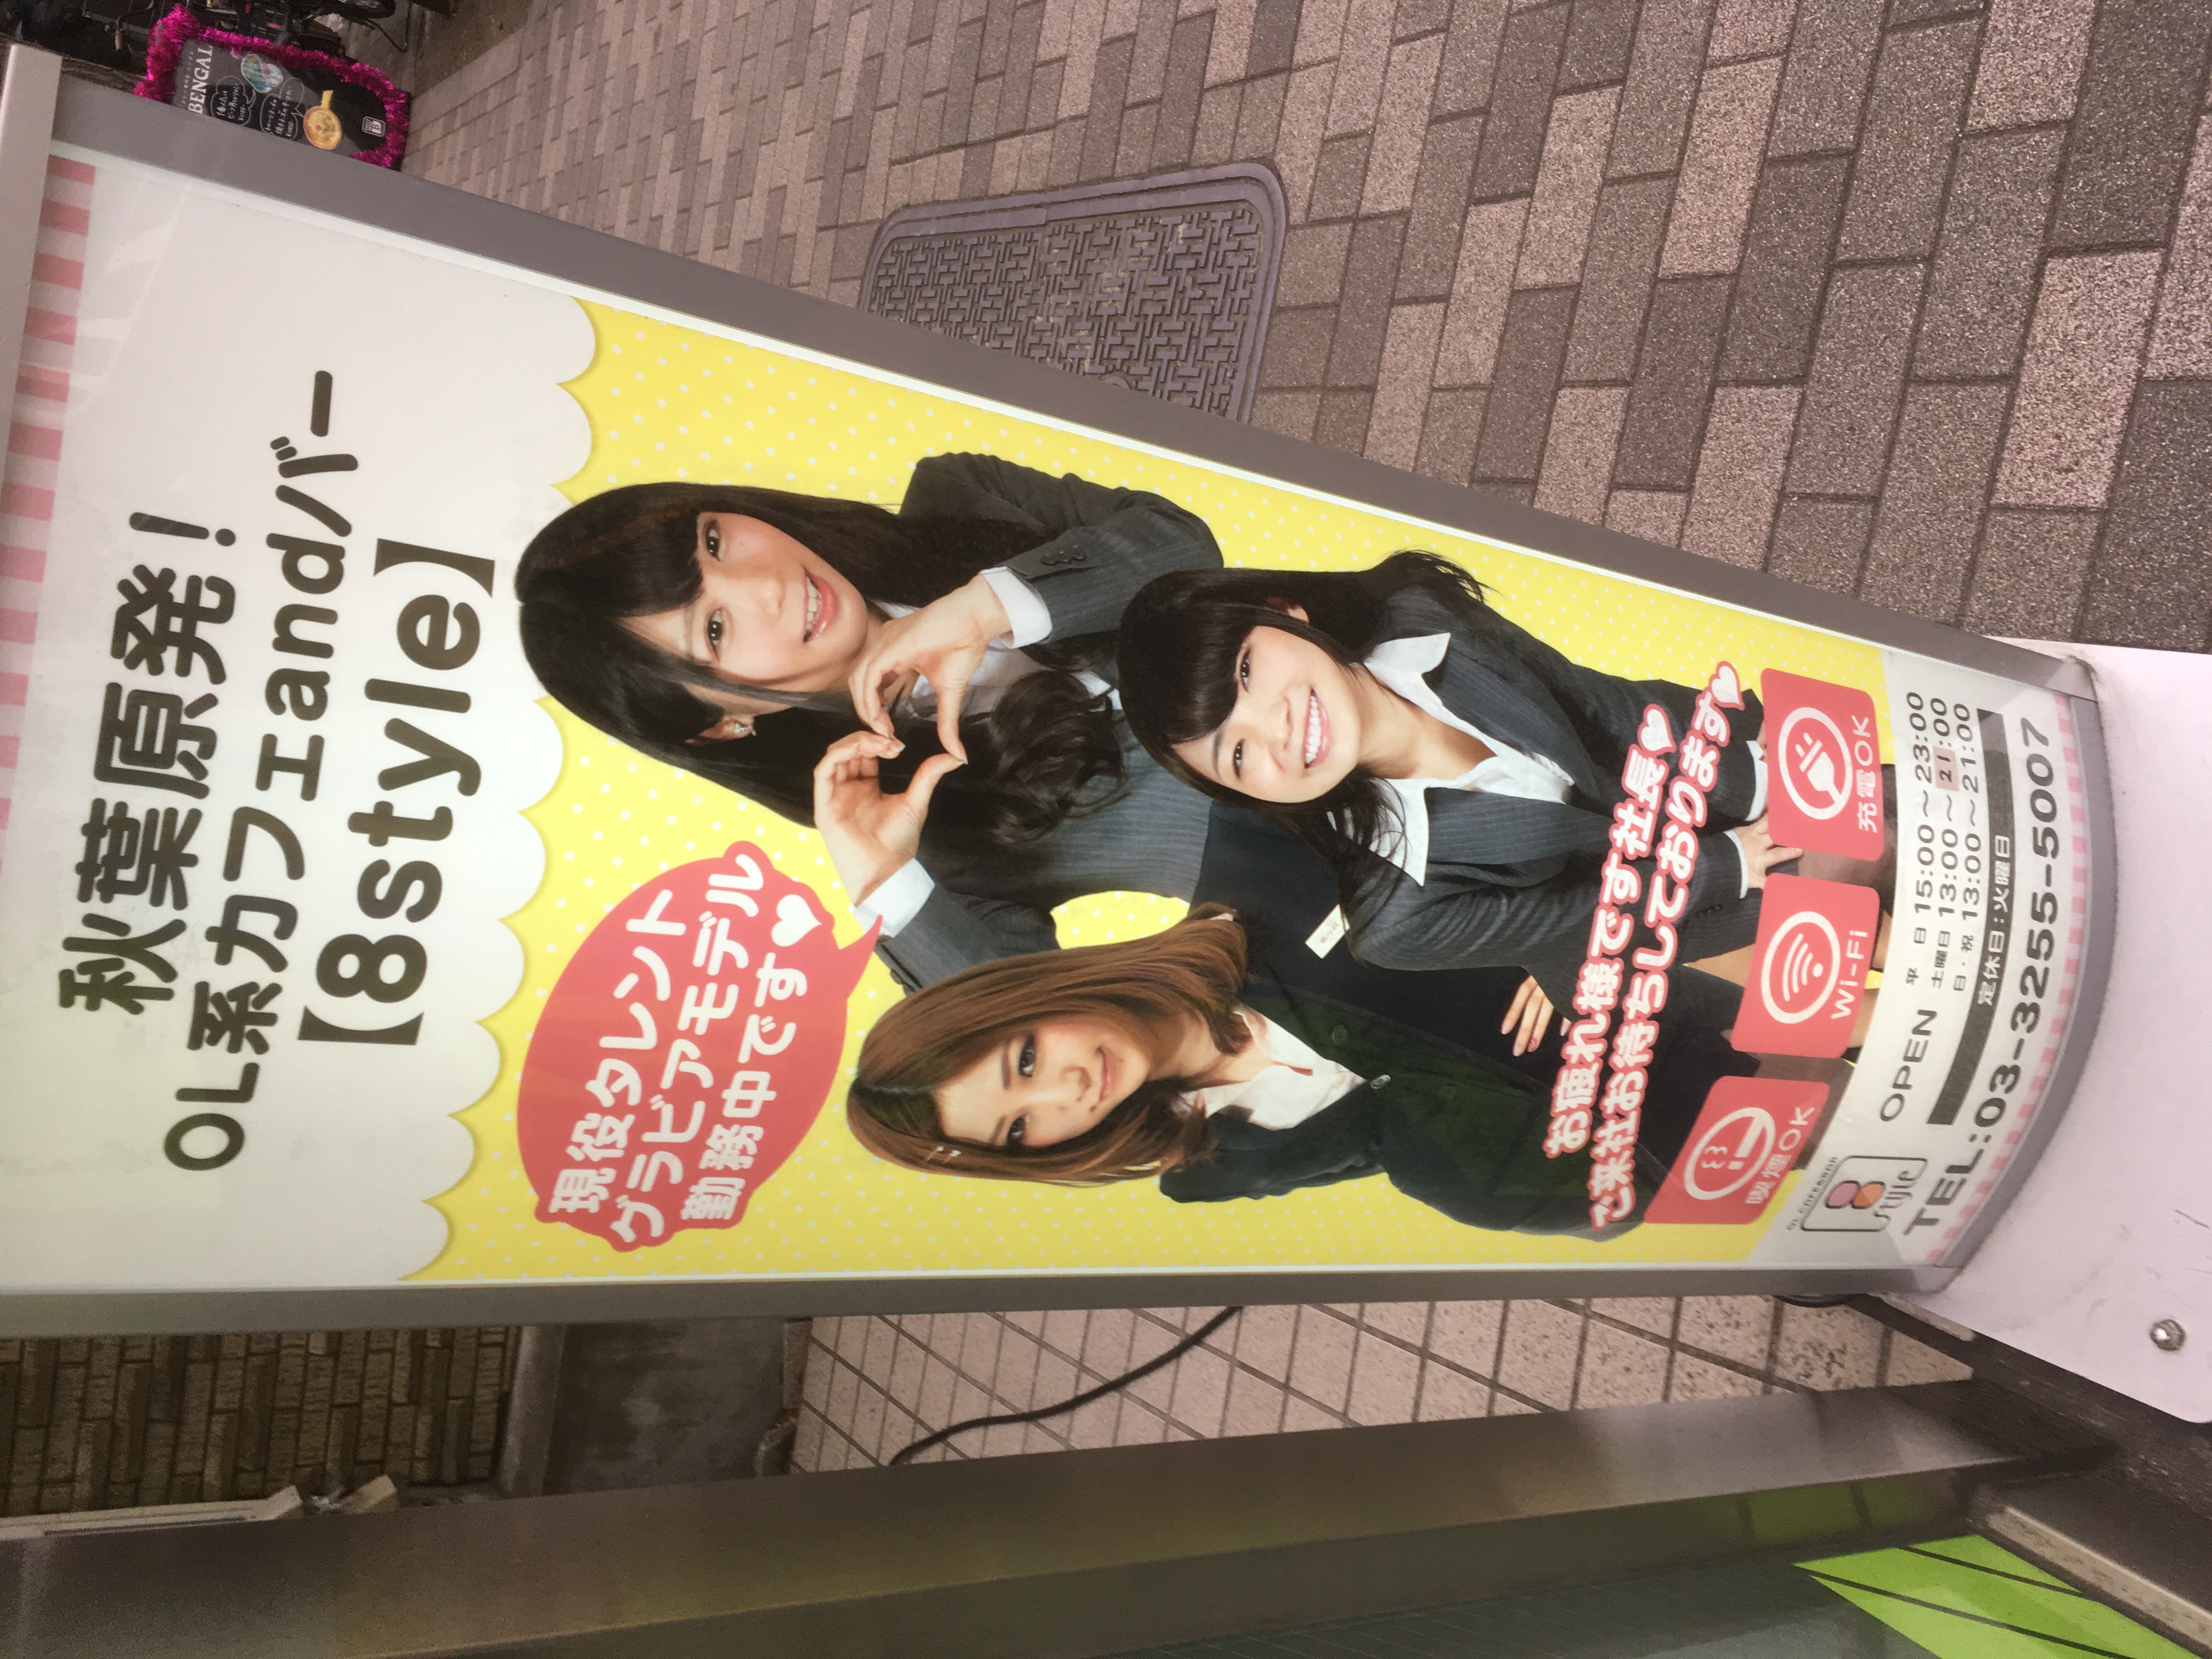 秋葉原発！
OL系カフェandバー
【8style】
現役タレント
グラビアモデル
勤務中です♥
お疲れ様です社長♥
ご来社お待ちしております♥
喫煙OK
Wi-Fi
充電OK
OL CAFE&BAR
8
style
OPEN
平　日 15:00～23:00
土曜日 13:00～21:00
日・祝 13:00～21:00
定休日：火曜日
TEL:03-3255-5007
BENGAL